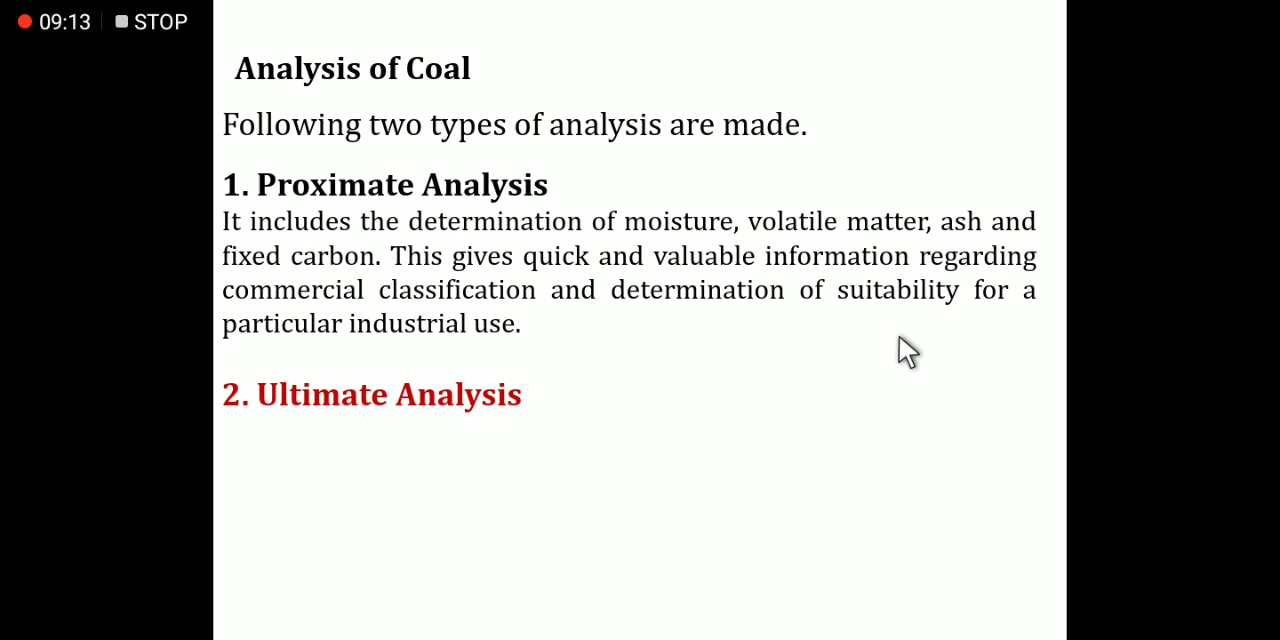 09:13 STOP
Analysis of Coal
Following two types of analysis are made.
1. Proximate Analysis
It includes the determination of moisture, volatile matter, ash and
fixed carbon. This gives quick and valuable information regarding
commercial classification and determination of suitability for a
particular industrial use.
2. Ultimate Analysis